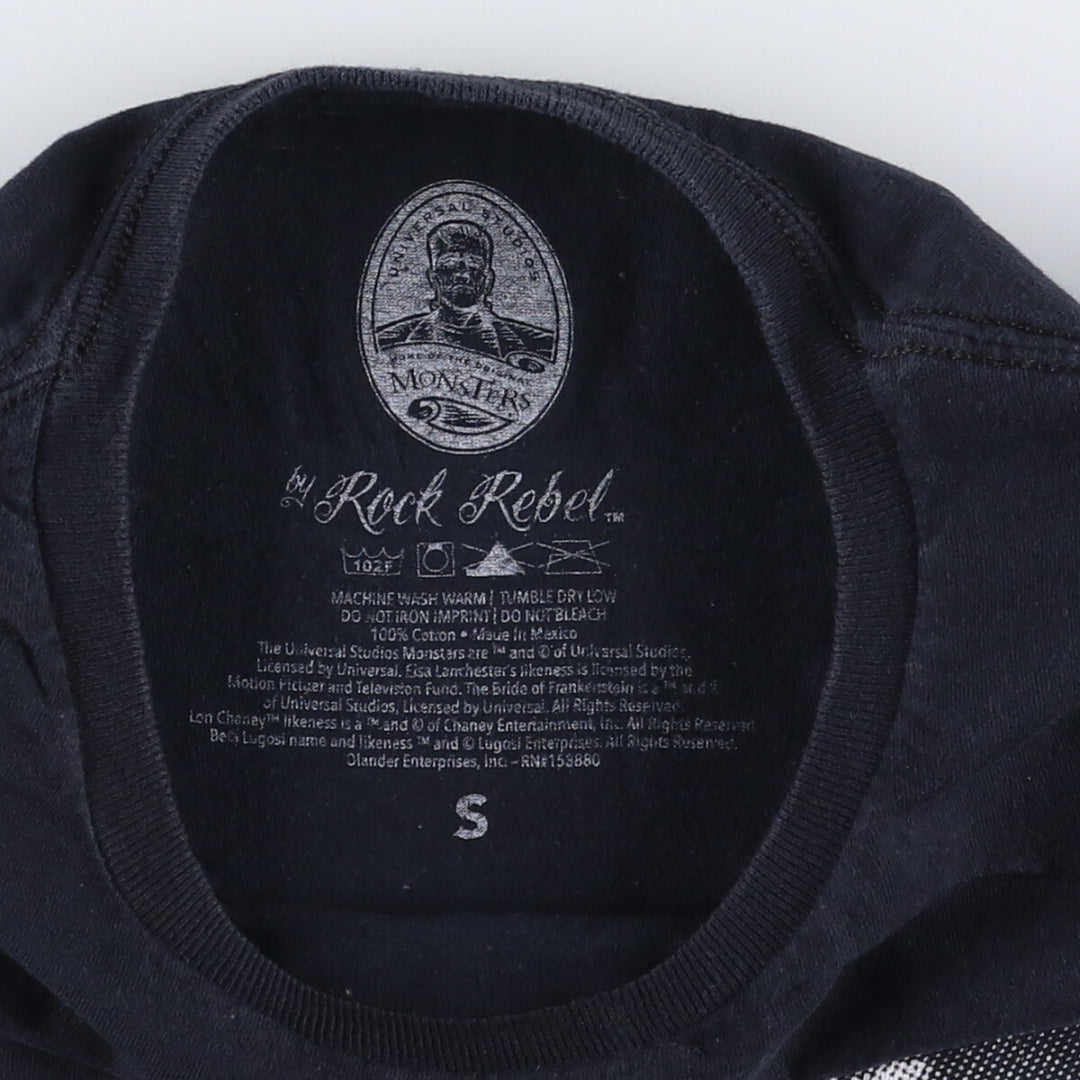 UNIVERSAL STUDIOS
HOME OF THE ORIGINAL
MONSTERS
by Rock Rebel™
102F
MACHINE WASH WARM | TUMBLE DRY LOW
DO NOT IRON IMPRINT | DO NOT BLEACH
100% Cotton • Made In Mexico
The Universal Studios Monsters are ™ and © of Universal Studios.
Licensed by Universal. Elsa Lanchester's likeness is licensed by the
Motion Pictuer and Television Fund. The Bride of Frankenstein is a ™ and ©
of Universal Studios, Licensed by Universal. All Rights Reserved.
Lon Chaney™ likeness is a ™ and © of Chaney Entertainment, Inc. All Rights Reserved
Bela Lugosi name and likeness ™ and © Lugosi Enterprises. All Rights Reserved.
Olander Enterprises, Inc. - RN#153880
S